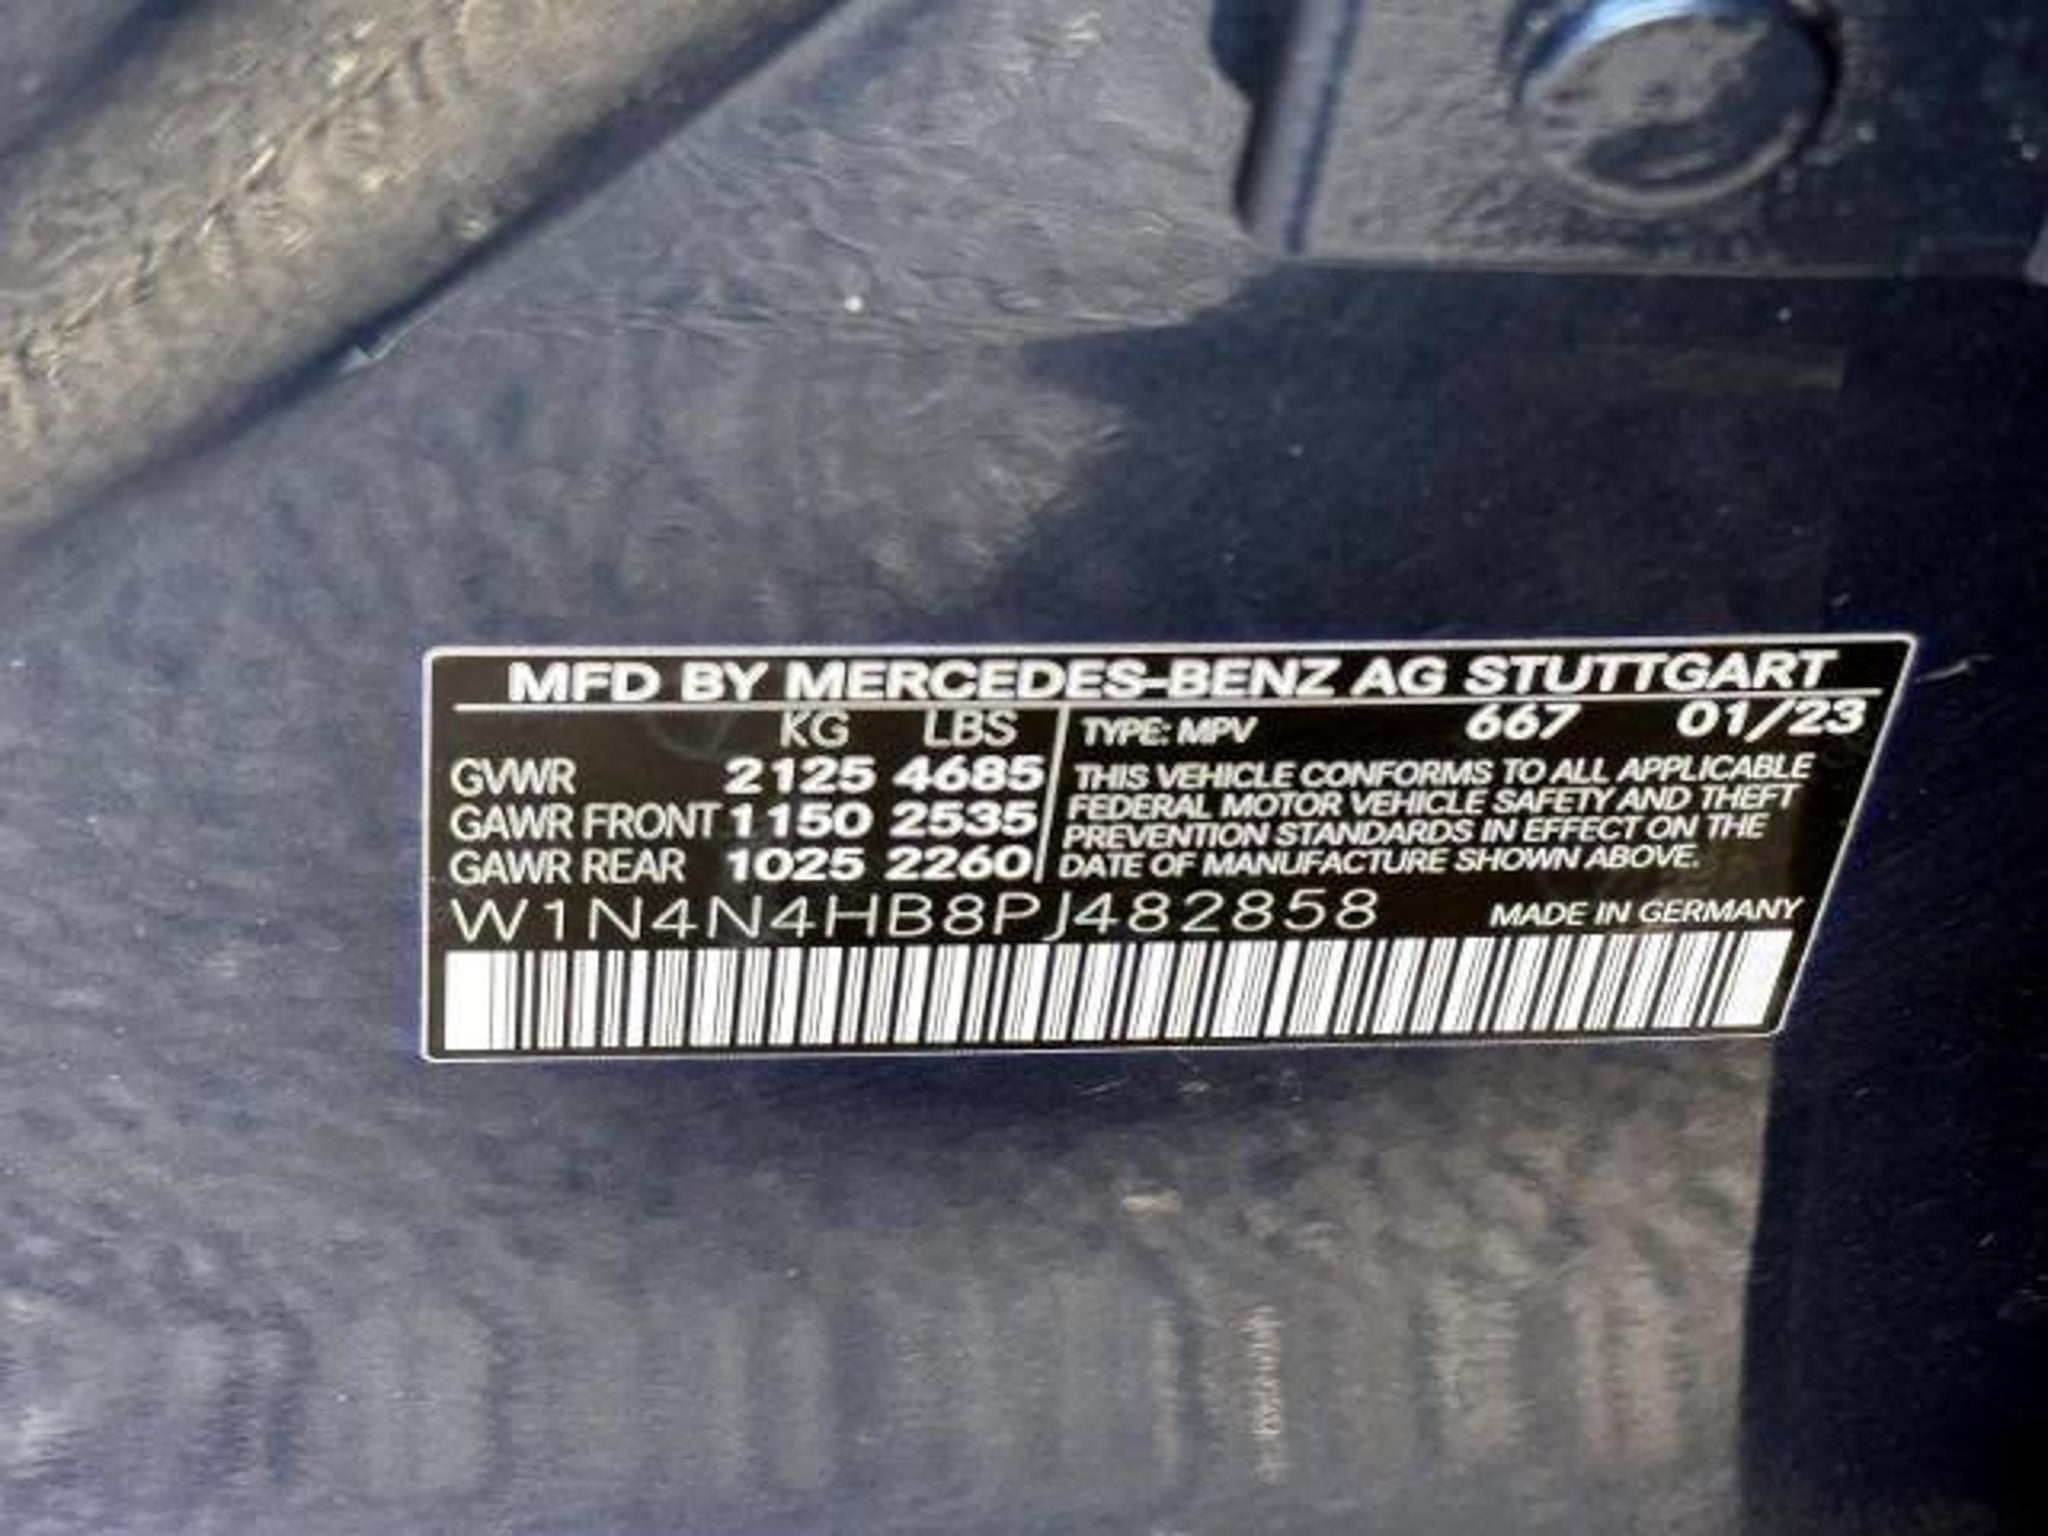 MFD BY MERCEDES-BENZ AG STUTTGART
KG LBS
GVWR 2125 4685
GAWR FRONT 1150 2535
GAWR REAR 1025 2260
TYPE: MPV 667 01/23
THIS VEHICLE CONFORMS TO ALL APPLICABLE
FEDERAL MOTOR VEHICLE SAFETY AND THEFT
PREVENTION STANDARDS IN EFFECT ON THE
DATE OF MANUFACTURE SHOWN ABOVE.
W1N4N4HB8PJ482858
MADE IN GERMANY